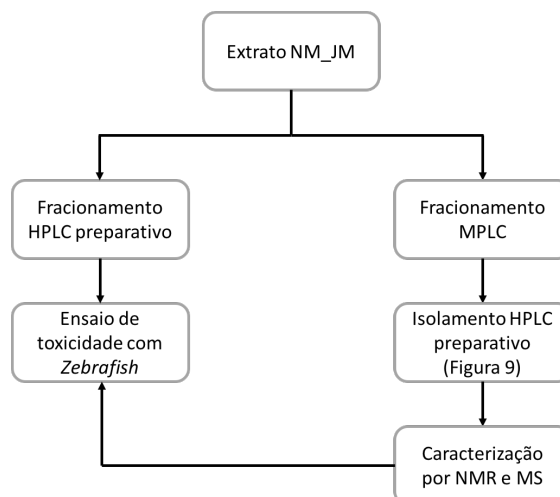 Extrato NM_JM
Fracionamento
HPLC preparativo
Fracionamento
MPLC
Ensaio de
toxicidade com
Zebrafish
Isolamento HPLC
preparativo
(Figura 9)
Caracterização
por NMR e MS